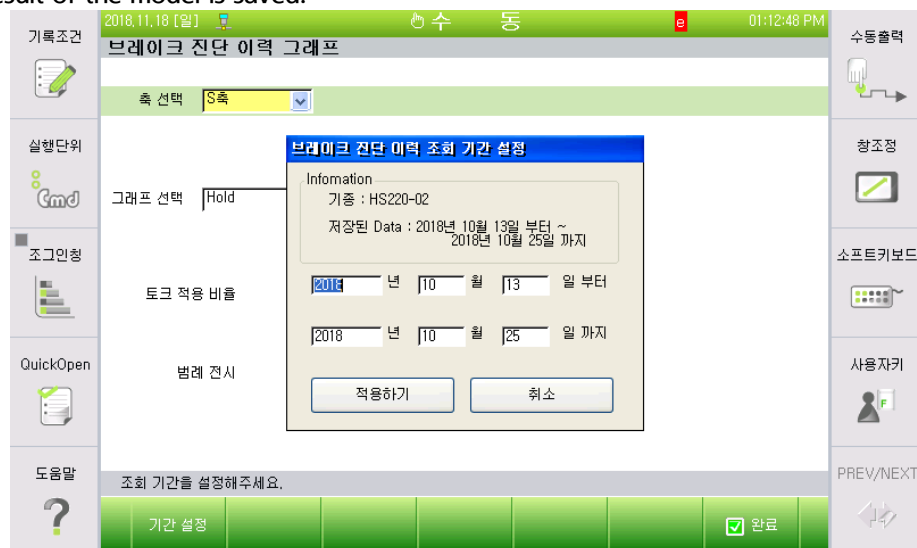 esult of the model is saved.
기록조건
2018,11,18 [일]
수 동
e
01:12:48 PM
수동출력
브레이크 진단 이력 그래프
축 선택
S축
실행단위
Cmd
브레이크 진단 이력 조회 기간 설정
창조정
Infomation
기종 : HS220-02
그래프 선택
Hold
저장된 Data : 2018년 10월 13일 부터 ~
2018년 10월 25일 까지
조그인칭
소프트키보드
토크 적용 비율
2018 년 10 월 13 일 부터
2018 년 10 월 25 일 까지
QuickOpen
범례 전시
적용하기
취소
사용자키
F
도움말
조회 기간을 설정해주세요.
PREV/NEXT
기간 설정
완료